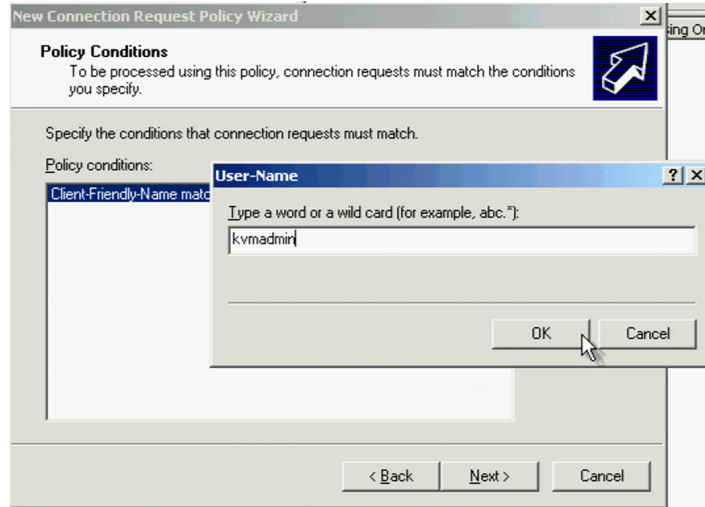 New Connection Request Policy Wizard
Policy Conditions
To be processed using this policy, connection requests must match the conditions
you specify.
Specify the conditions that connection requests must match.
Policy conditions:
Client-Friendly-Name matc
User-Name
Type a word or a wild card (for example, abc.*):
kvmadmin
OK
Cancel
< Back
Next >
Cancel